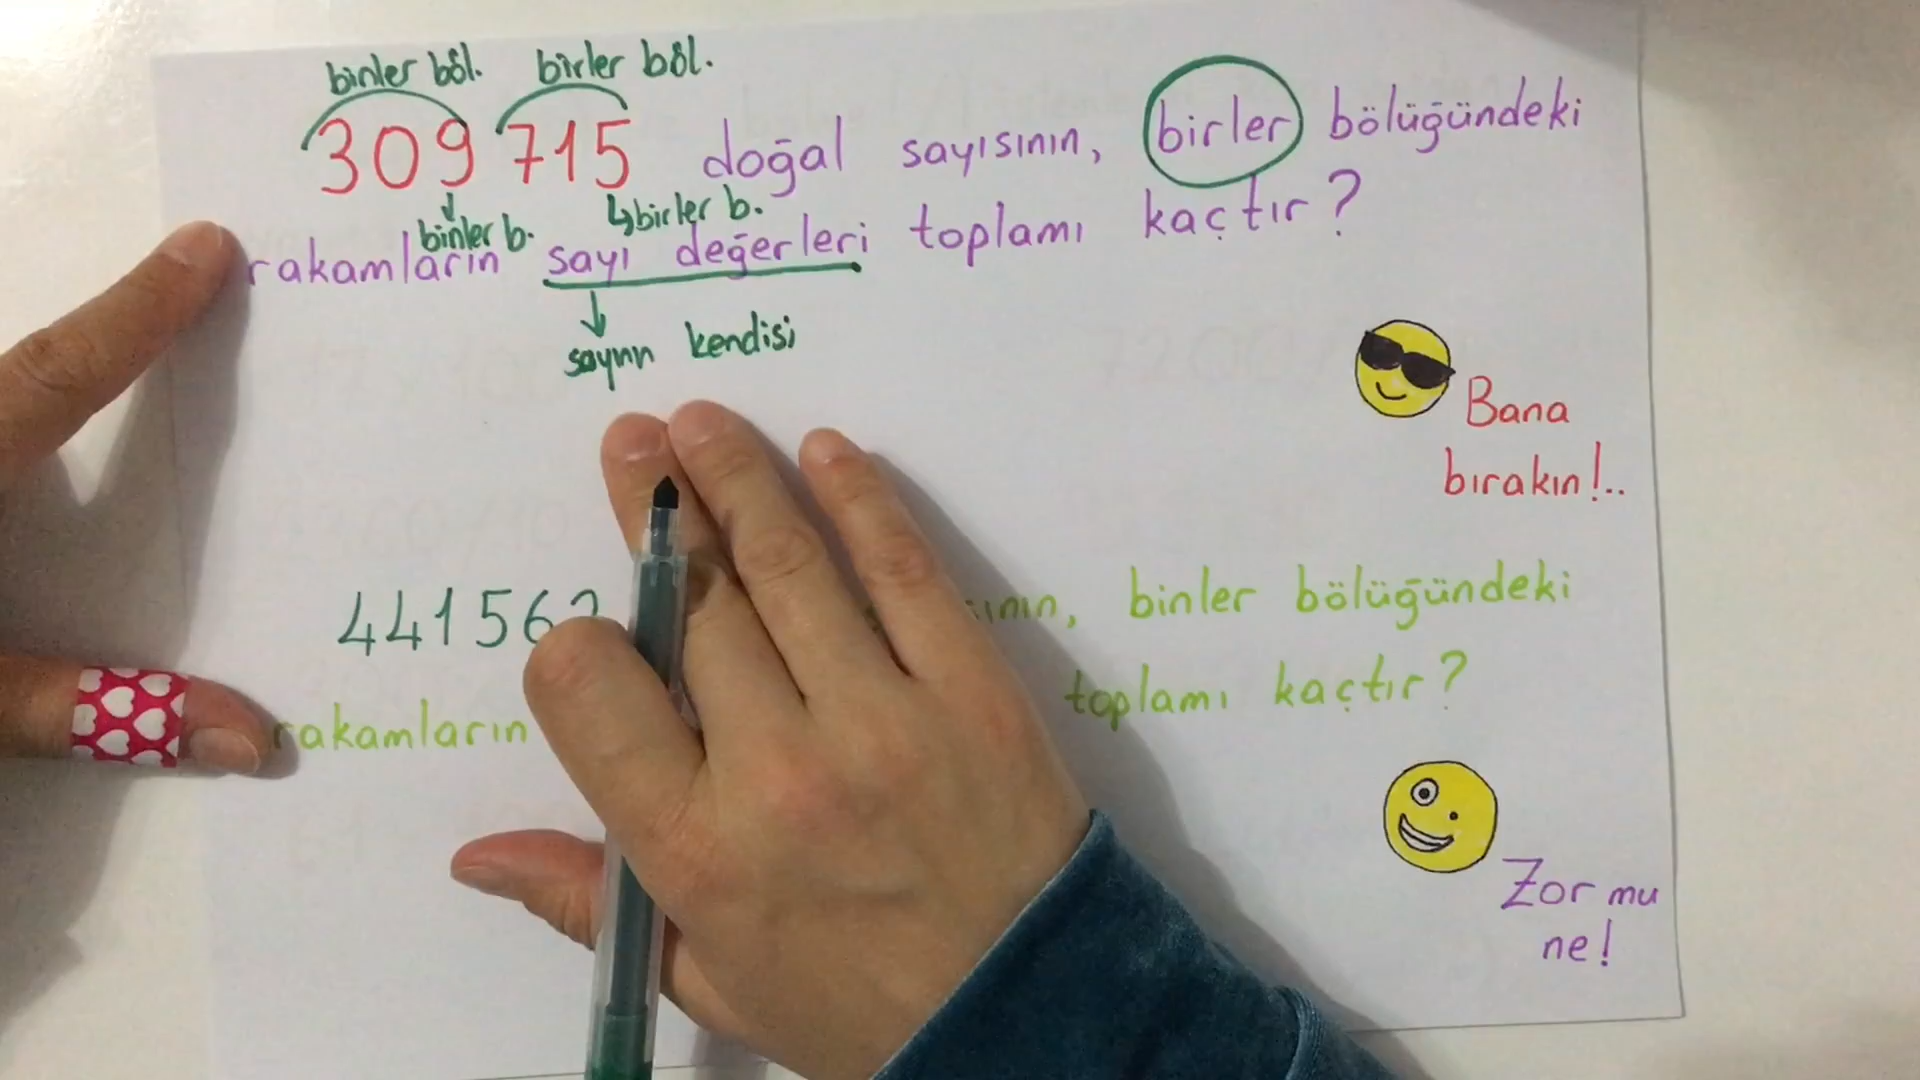 binler böl. birler böl.
309 715 doğal sayısının, birler bölüğündeki
binler b. birler b.
rakamların sayı değerleri toplamı kaçtır?
sayının kendisi
Bana
bırakın!..
44156 binler bölüğündeki
rakamların toplamı kaçtır?
Zor mu
ne!